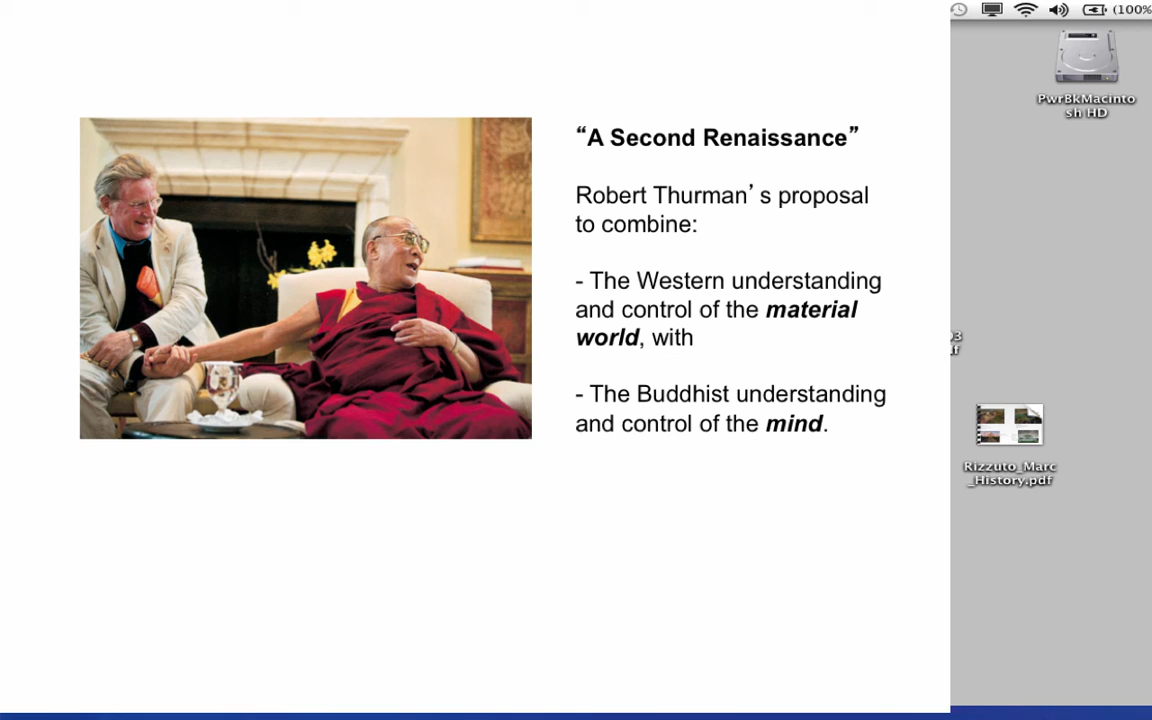 (100%
PwrBkMacinto
sh HD
“A Second Renaissance”
Robert Thurman’s proposal
to combine:
- The Western understanding
and control of the material
world, with
- The Buddhist understanding
and control of the mind.
Rizzuto_Marc
_History.pdf